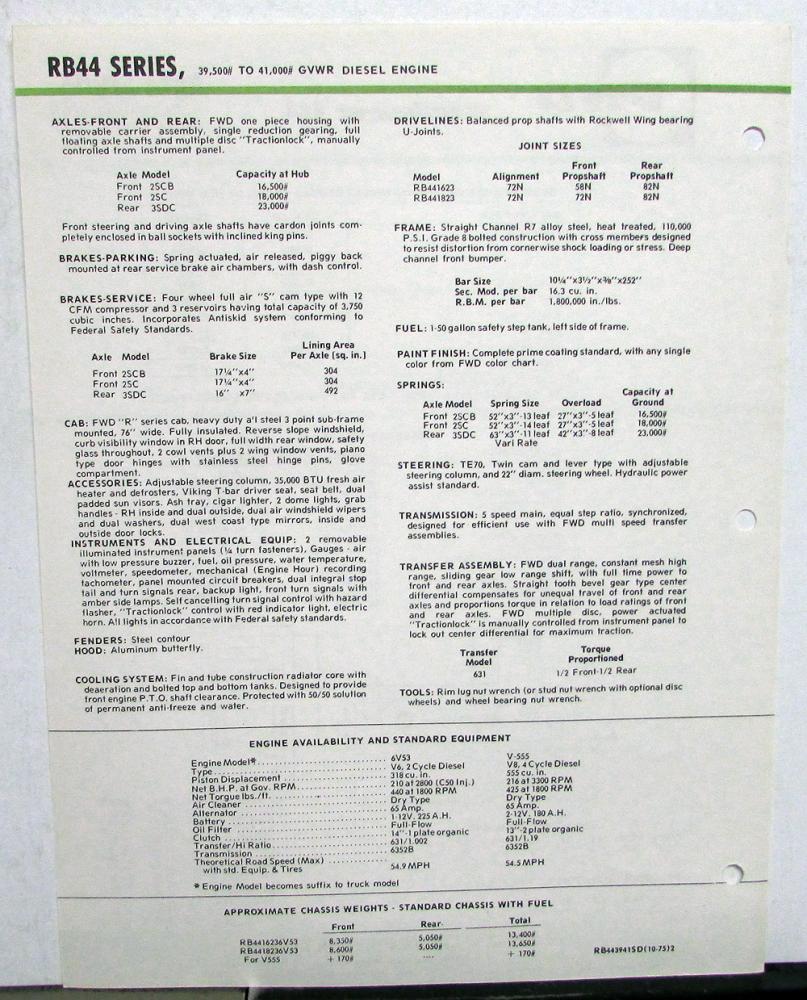 RB44 SERIES, 39,500# TO 41,000# GVWR DIESEL ENGINE
AXLES-FRONT AND REAR: FWD one piece housing with
removable carrier assembly, single reduction gearing, full
floating axle shafts and multiple disc "Tractionlock", manually
controlled from instrument panel.
Axle Model Capacity at Hub
Front 2SCB 16,500#
Front 2SC 18,000#
Rear 3SDC 23,000#
Front steering and driving axle shafts have cardon joints com-
pletely enclosed in ball sockets with inclined king pins.
BRAKES-PARKING: Spring actuated, air released, piggy back
mounted at rear service brake air chambers, with dash control.
BRAKES-SERVICE: Four wheel full air "S" cam type with 12
CFM compressor and 3 reservoirs having total capacity of 3,750
cubic inches. Incorporates Antiskid system conforming to
Federal Safety Standards.
Lining Area
Axle Model Brake Size Per Axle (sq. in.)
Front 2SCB 17¼"x4" 304
Front 2SC 17¼"x4" 304
Rear 3SDC 16" x7" 492
CAB: FWD "R" series cab, heavy duty a'l steel 3 point sub-frame
mounted, 76" wide. Fully insulated. Reverse slope windshield,
curb visibility window in RH door, full width rear window, safety
glass throughout, 2 cowl vents plus 2 wing window vents, piano
type door hinges with stainless steel hinge pins, glove
compartment.
ACCESSORIES: Adjustable steering column, 35,000 BTU fresh air
heater and defrosters, Viking T-bar driver seat, seat belt, dual
padded sun visors. Ash tray, cigar lighter, 2 dome lights, grab
handles - RH inside and dual outside, dual air windshield wipers
and dual washers, dual west coast type mirrors, inside and
outside door locks.
INSTRUMENTS AND ELECTRICAL EQUIP: 2 removable
illuminated instrument panels (¼ turn fasteners), Gauges - air
with low pressure buzzer, fuel, oil pressure, water temperature,
voltmeter, speedometer, mechanical (Engine Hour) recording
tachometer, panel mounted circuit breakers, dual integral stop
tail and turn signals rear, backup light, front turn signals with
amber side lamps. Self cancelling turn signal control with hazard
flasher, "Tractionlock" control with red indicator light, electric
horn. All lights in accordance with Federal safety standards.
FENDERS: Steel contour
HOOD: Aluminum butterfly.
COOLING SYSTEM: Fin and tube construction radiator core with
deaeration and bolted top and bottom tanks. Designed to provide
front engine P.T.O. shaft clearance. Protected with 50/50 solution
of permanent anti-freeze and water.
DRIVELINES: Balanced prop shafts with Rockwell Wing bearing
U-Joints.
JOINT SIZES
Front Rear
Model Alignment Propshaft Propshaft
RB441623 72N 58N 82N
RB441823 72N 72N 82N
FRAME: Straight Channel R7 alloy steel, heat treated, 110,000
P.S.I. Grade 8 bolted construction with cross members designed
to resist distortion from cornerwise shock loading or stress. Deep
channel front bumper.
Bar Size 10¼"x3½"x⅜"x252"
Sec. Mod. per bar 16.3 cu. in.
R.B.M. per bar 1,800,000 in./lbs.
FUEL: 1-50 gallon safety step tank, left side of frame.
PAINT FINISH: Complete prime coating standard, with any single
color from FWD color chart.
SPRINGS:
Capacity at
Axle Model Spring Size Overload Ground
Front 2SCB 52"x3"-13 leaf 27"x3"-5 leaf 16,500#
Front 2SC 52"x3"-14 leaf 27"x3"-5 leaf 18,000#
Rear 3SDC 63"x3"-11 leaf 42"x3"-8 leaf 23,000#
Vari Rate
STEERING: TE70, Twin cam and lever type with adjustable
steering column, and 22" diam. steering wheel. Hydraulic power
assist standard.
TRANSMISSION: 5 speed main, equal step ratio, synchronized,
designed for efficient use with FWD multi speed transfer
assemblies.
TRANSFER ASSEMBLY: FWD dual range, constant mesh high
range, sliding gear low range shift, with full time power to
front and rear axles. Straight tooth bevel gear type center
differential compensates for unequal travel of front and rear
axles and proportions torque in relation to load ratings of front
and rear axles. FWD multiple disc, power actuated
"Tractionlock" is manually controlled from instrument panel to
lock out center differential for maximum traction.
Transfer Torque
Model Proportioned
631 1/2 Front-1/2 Rear
TOOLS: Rim lug nut wrench (or stud nut wrench with optional disc
wheels) and wheel bearing nut wrench.
ENGINE AVAILABILITY AND STANDARD EQUIPMENT
Engine Model* 6V53 V-555
Type V6, 2 Cycle Diesel V8, 4 Cycle Diesel
Piston Displacement 318 cu. in. 555 cu. in.
Net B.H.P. at Gov. RPM 210 at 2800 (C50 Inj.) 216 at 3300 RPM
Net Torque lbs./ft. 440 at 1800 RPM 425 at 1800 RPM
Air Cleaner Dry Type Dry Type
Alternator 65 Amp. 65 Amp.
Battery 1-12V. 225 A.H. 2-12V. 180 A.H.
Oil Filter Full-Flow Full-Flow
Clutch 14"-1 plate organic 13"-2 plate organic
Transfer/Hi Ratio 631/1.002 631/1.19
Transmission 6352B 6352B
Theoretical Road Speed (Max)
with std. Equip. & Tires 54.9 MPH 54.5 MPH
* Engine Model becomes suffix to truck model
APPROXIMATE CHASSIS WEIGHTS - STANDARD CHASSIS WITH FUEL
Front Rear Total
RB4416236V53 8,350# 5,050# 13,400#
RB4418236V53 8,600# 5,050# 13,650#
For V555 + 170# .... + 170#
RB443941SD(10-75)2